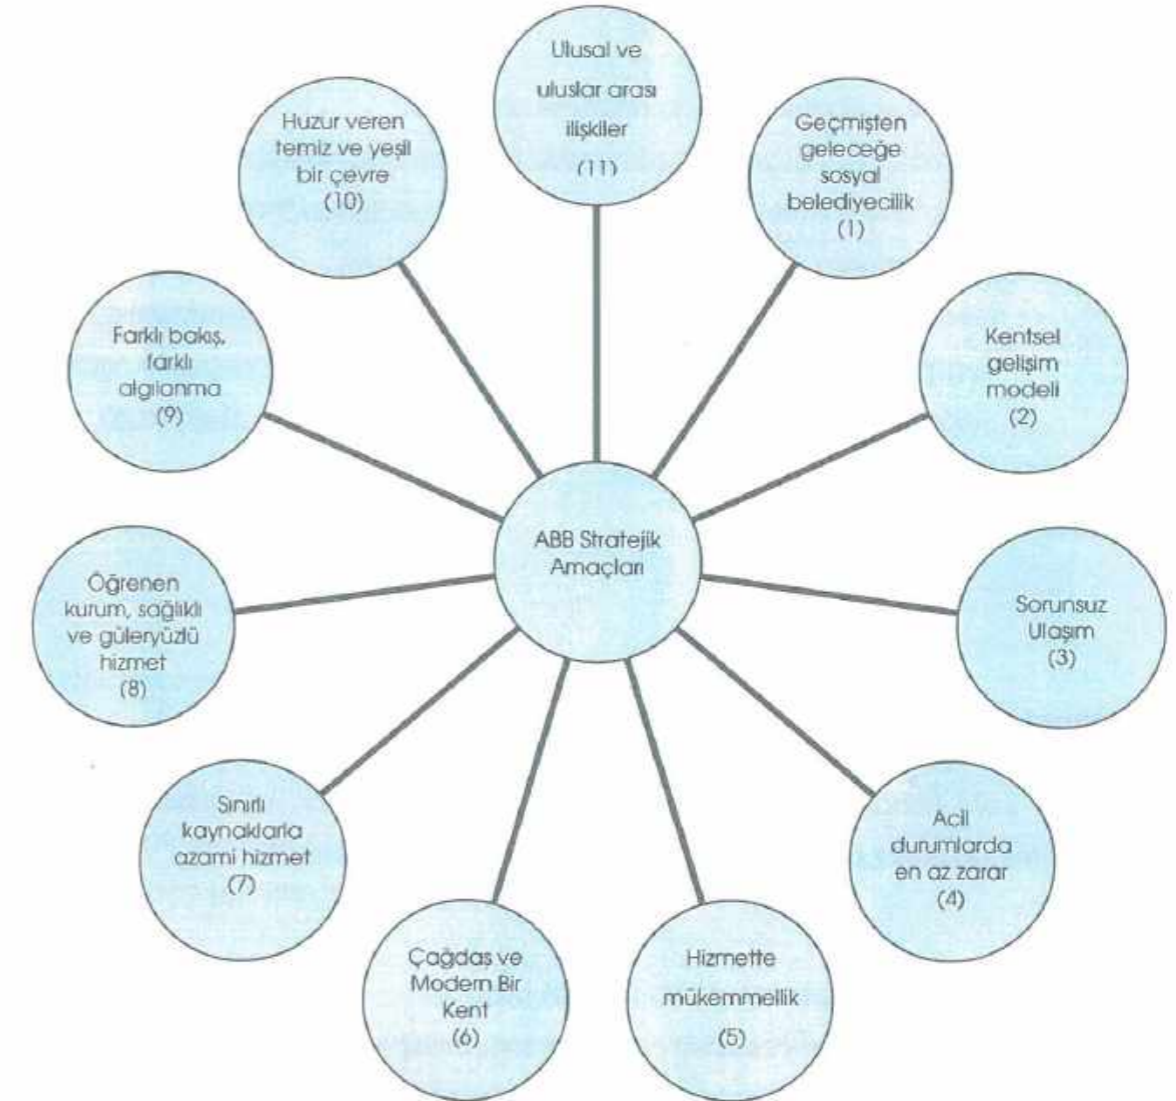 Ulusal ve
uluslar arası
ilişkiler
(11)
Geçmişten
geleceğe
sosyal
belediyecilik
(1)
Kentsel
gelişim
modeli
(2)
Sorunsuz
Ulaşım
(3)
Acil
durumlarda
en az zarar
(4)
Hizmette
mükemmellik
(5)
Çağdaş ve
Modern Bir
Kent
(6)
Sınırlı
kaynaklarla
azami hizmet
(7)
Öğrenen
kurum, sağlıklı
ve güleryüzlü
hizmet
(8)
Farklı bakış,
farklı
algılanma
(9)
Huzur veren
temiz ve yeşil
bir çevre
(10)
ABB Stratejik
Amaçları